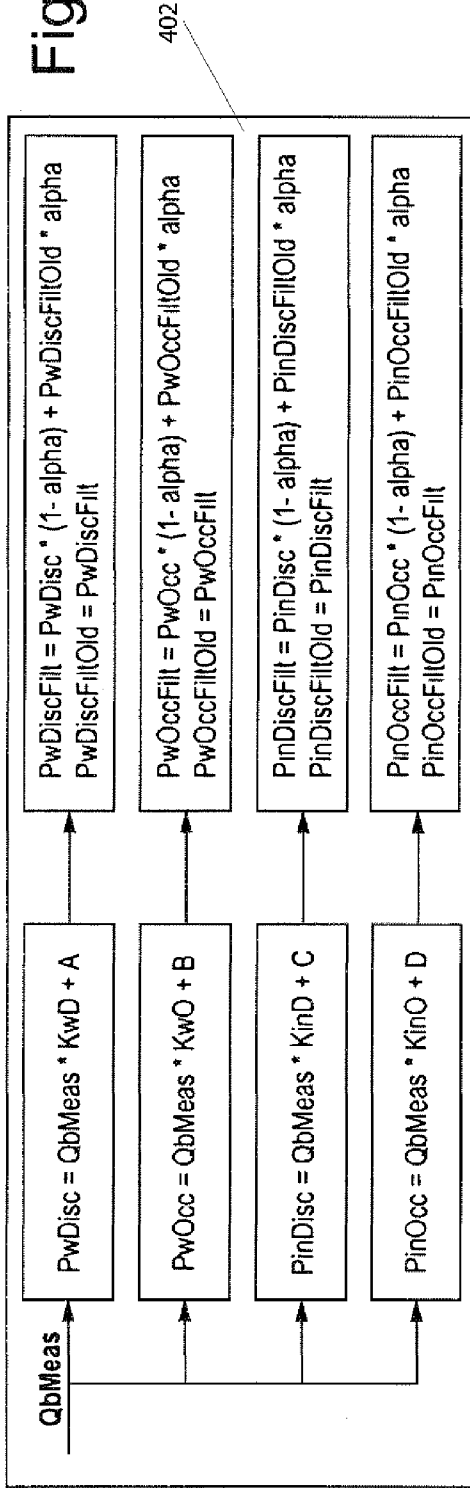 Fig
402
QbMeas
PwDisc = QbMeas * KwD + A
PwDiscFilt = PwDisc * (1- alpha) + PwDiscFiltOld * alpha
PwDiscFiltOld = PwDiscFilt
PwOcc = QbMeas * KwO + B
PwOccFilt = PwOcc * (1- alpha) + PwOccFiltOld * alpha
PwOccFiltOld = PwOccFilt
PinDisc = QbMeas * KinD + C
PinDiscFilt = PinDisc * (1- alpha) + PinDiscFiltOld * alpha
PinDiscFiltOld = PinDiscFilt
PinOcc = QbMeas * KinO + D
PinOccFilt = PinOcc * (1- alpha) + PinOccFiltOld * alpha
PinOccFiltOld = PinOccFilt